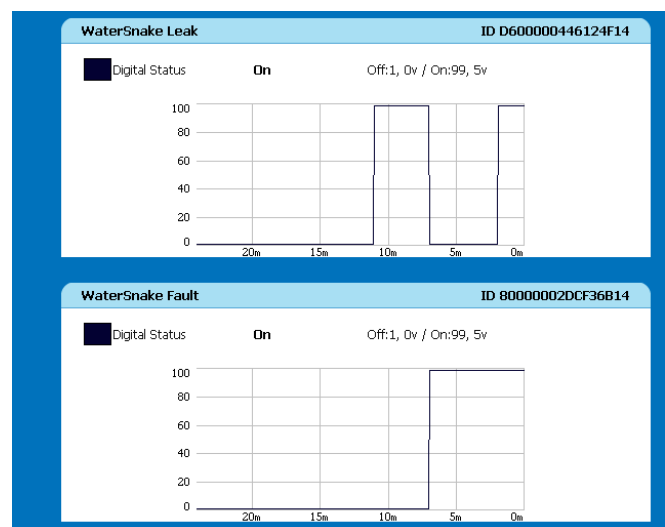 WaterSnake Leak ID D600000446124F14
Digital Status On Off:1, 0v / On:99, 5v
100
80
60
40
20
0
20m 15m 10m 5m 0m
WaterSnake Fault ID 80000002DCF36B14
Digital Status On Off:1, 0v / On:99, 5v
100
80
60
40
20
0
20m 15m 10m 5m 0m